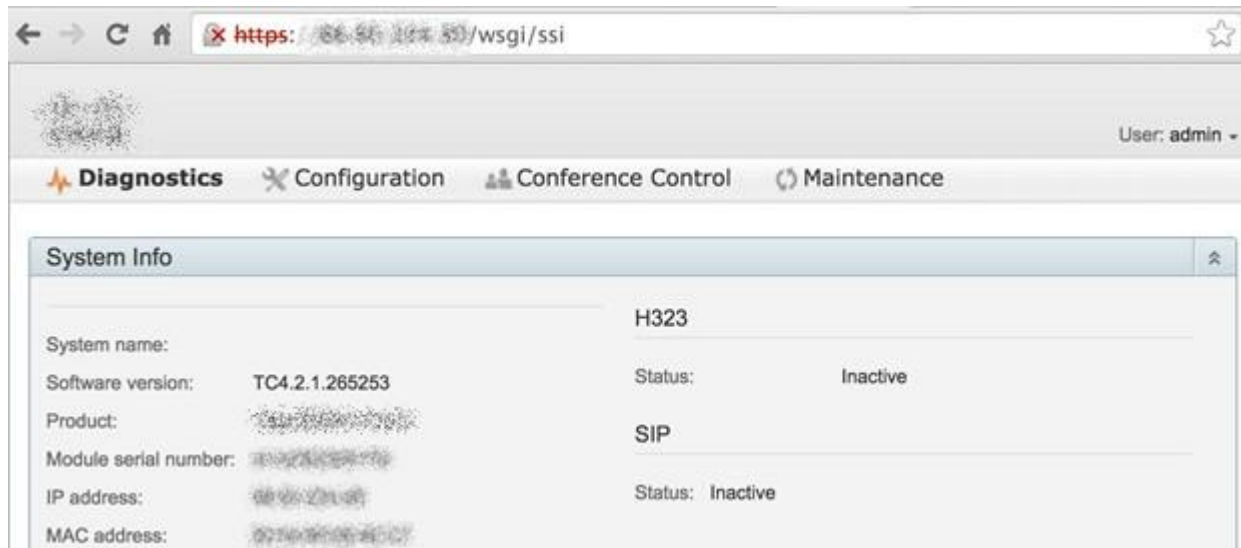 https: /wsgi/ssi
User: admin
Diagnostics Configuration Conference Control Maintenance
System Info
System name:
Software version: TC4.2.1.265253
Product:
Module serial number:
IP address:
MAC address:
H323
Status: Inactive
SIP
Status: Inactive